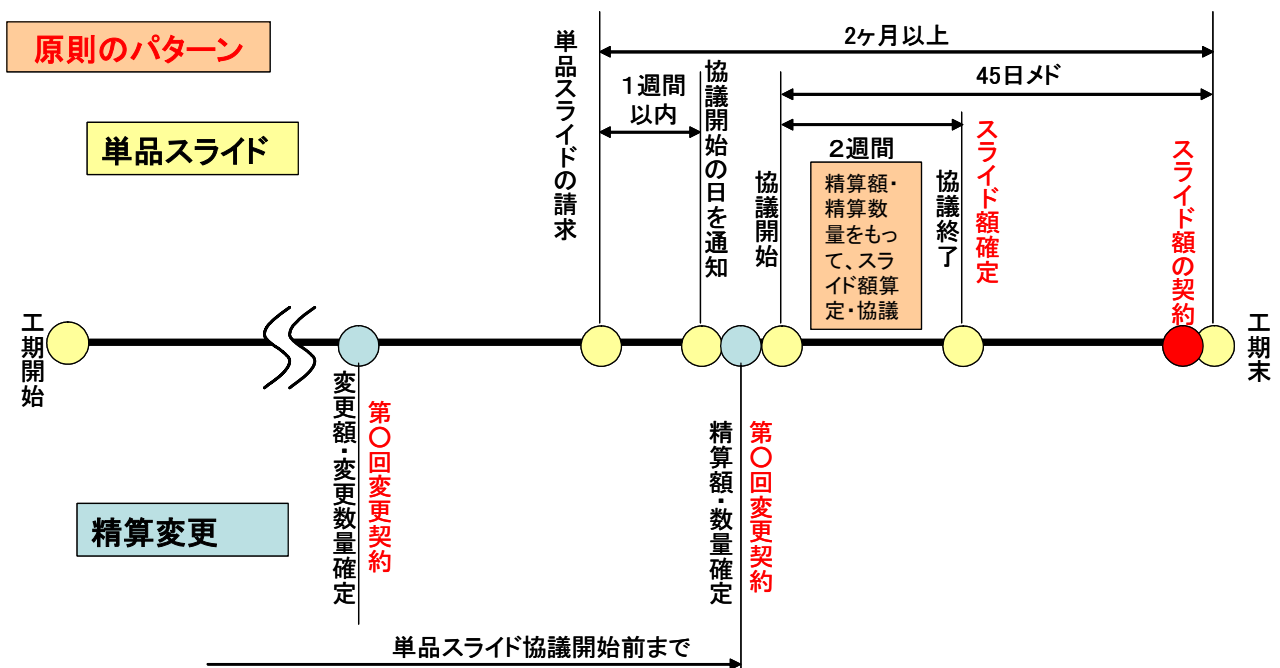 原則のパターン
単品スライド
2ヶ月以上
45日メド
1週間
以内
2週間
単品スライドの請求
協議開始の日を通知
協議開始
精算額・
精算数
量をもっ
て、スラ
イド額算
定・協議
協議終了
スライド額確定
スライド額の契約
工期開始
工期末
変更額・変更数量確定
第〇回変更契約
精算額・数量確定
第〇回変更契約
精算変更
単品スライド協議開始前まで